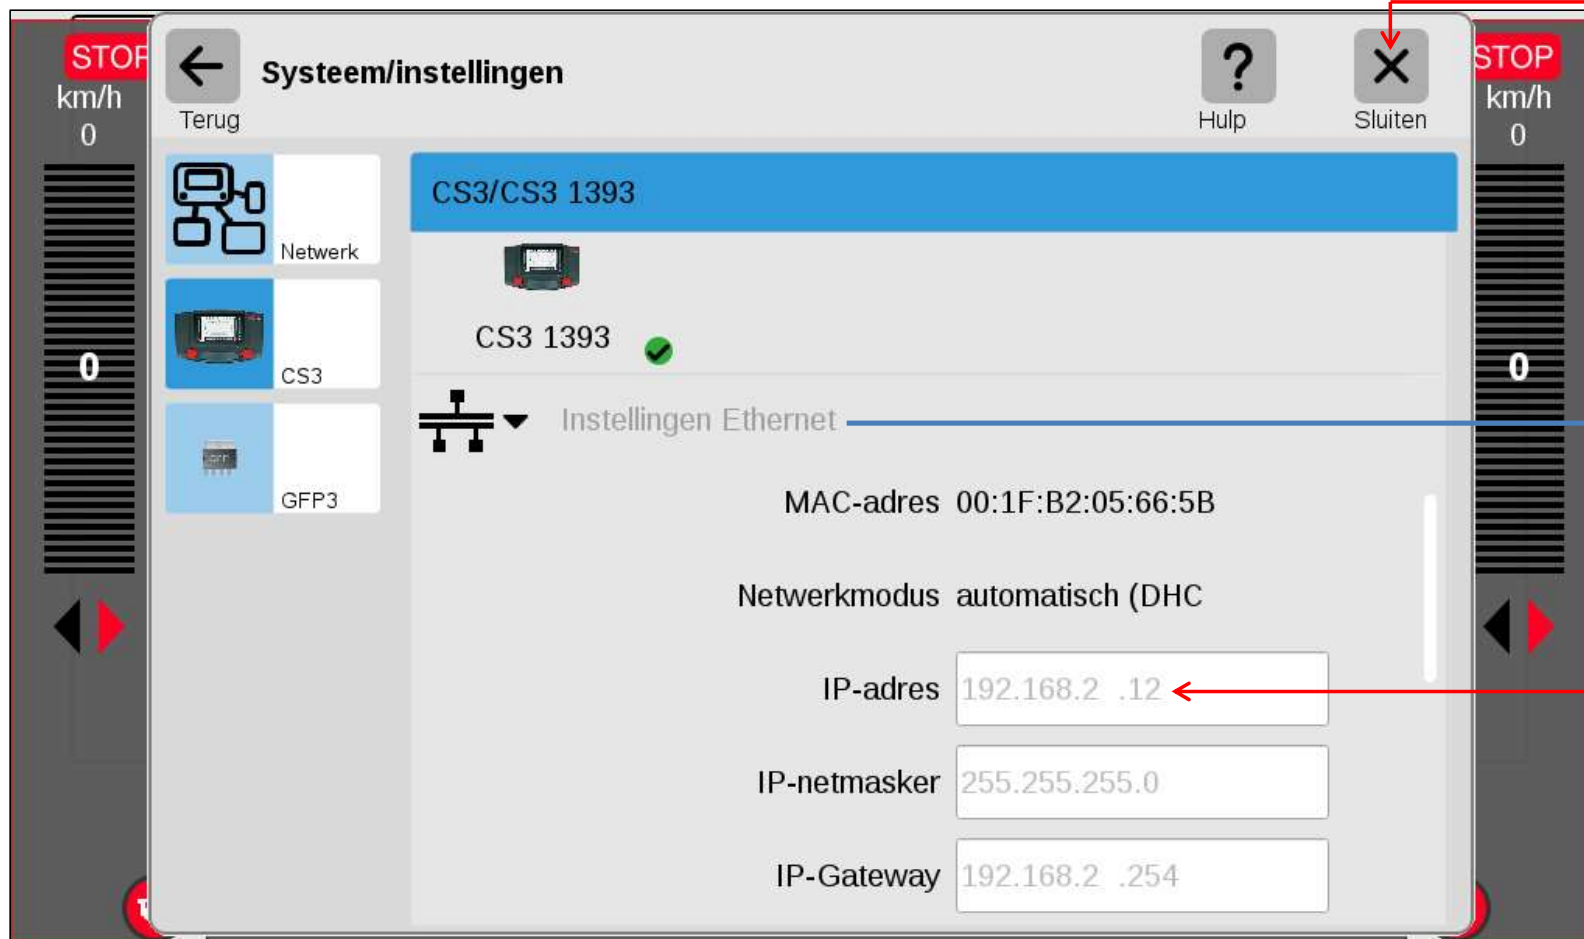 STOP
km/h
0
0
Terug
Systeem/instellingen
Hulp
Sluiten
STOP
km/h
0
0
Netwerk
CS3
GFP3
CS3/CS3 1393
CS3 1393
Instellingen Ethernet
MAC-adres 00:1F:B2:05:66:5B
Netwerkmodus automatisch (DHC
IP-adres 192.168.2 .12
IP-netmasker 255.255.255.0
IP-Gateway 192.168.2 .254